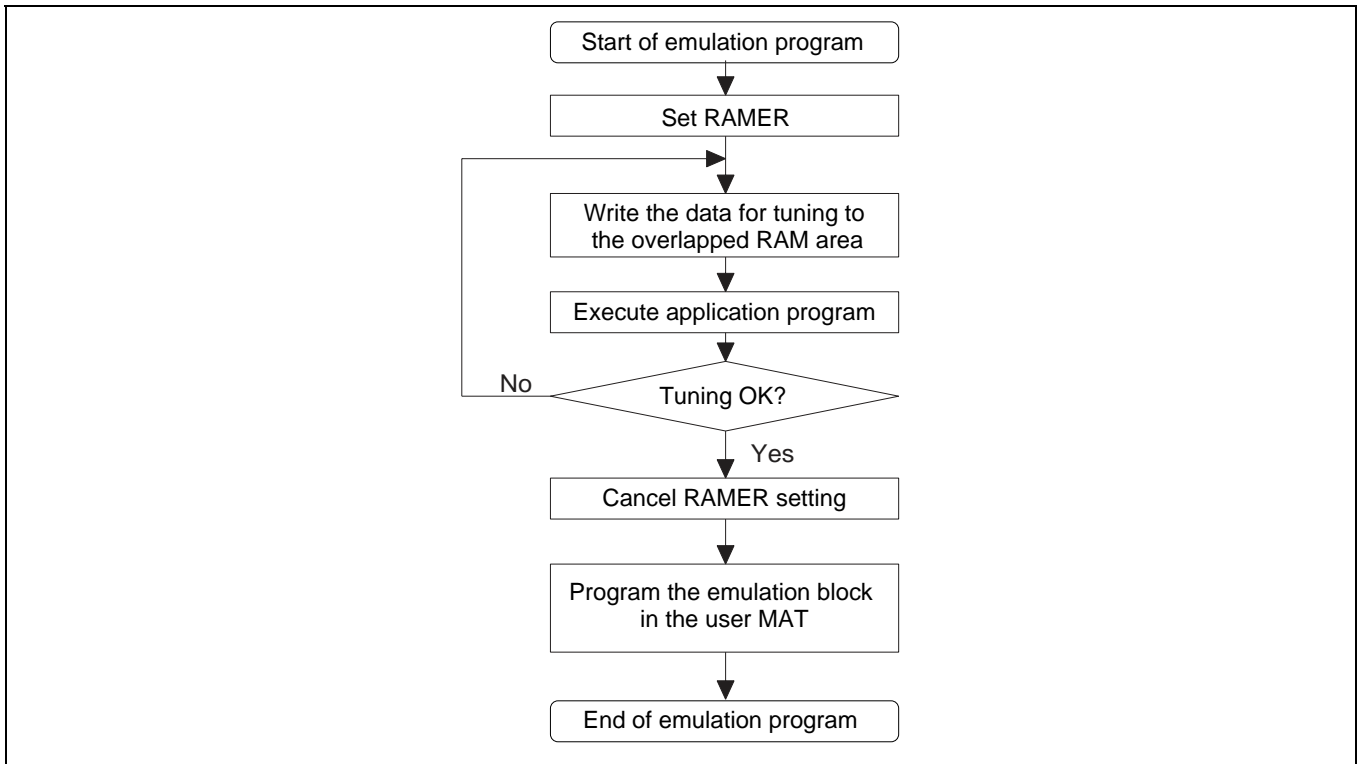 Start of emulation program
Set RAMER
Write the data for tuning to
the overlapped RAM area
Execute application program
No
Tuning OK?
Yes
Cancel RAMER setting
Program the emulation block
in the user MAT
End of emulation program